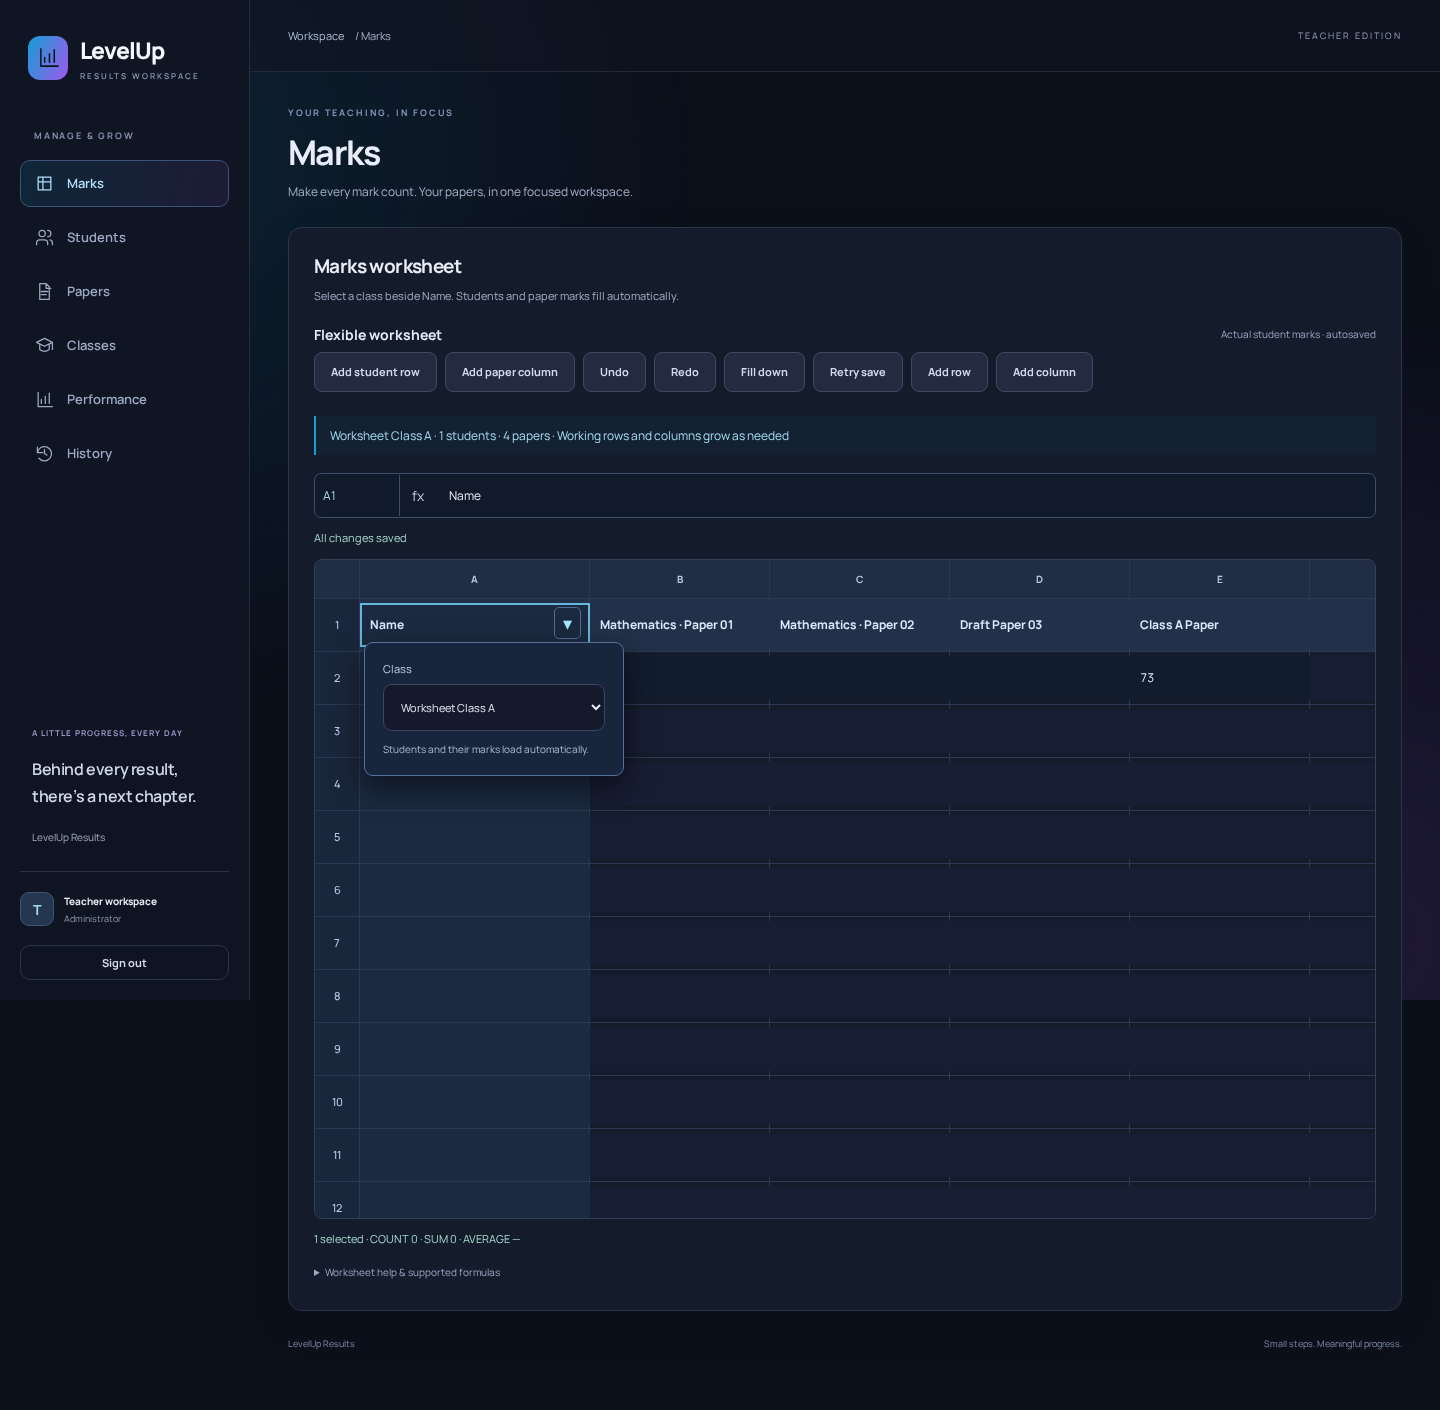 LevelUp
RESULTS WORKSPACE
MANAGE & GROW
Marks
Students
Papers
Classes
Performance
History
A LITTLE PROGRESS, EVERY DAY
Behind every result,
there's a next chapter.
LevelUp Results
T
Teacher workspace
Administrator
Sign out
Workspace / Marks
TEACHER EDITION
YOUR TEACHING, IN FOCUS
Marks
Make every mark count. Your papers, in one focused workspace.
Marks worksheet
Select a class beside Name. Students and paper marks fill automatically.
Flexible worksheet
Actual student marks · autosaved
Add student row Add paper column Undo Redo Fill down Retry save Add row Add column
Worksheet Class A · 1 students · 4 papers · Working rows and columns grow as needed
A1 fx Name
All changes saved
A B C D E
1 Name ▼ Mathematics · Paper 01 Mathematics · Paper 02 Draft Paper 03 Class A Paper
2 73
Class
Worksheet Class A
Students and their marks load automatically.
3
4
5
6
7
8
9
10
11
12
1 selected · COUNT 0 · SUM 0 · AVERAGE —
▶ Worksheet help & supported formulas
LevelUp Results
Small steps. Meaningful progress.